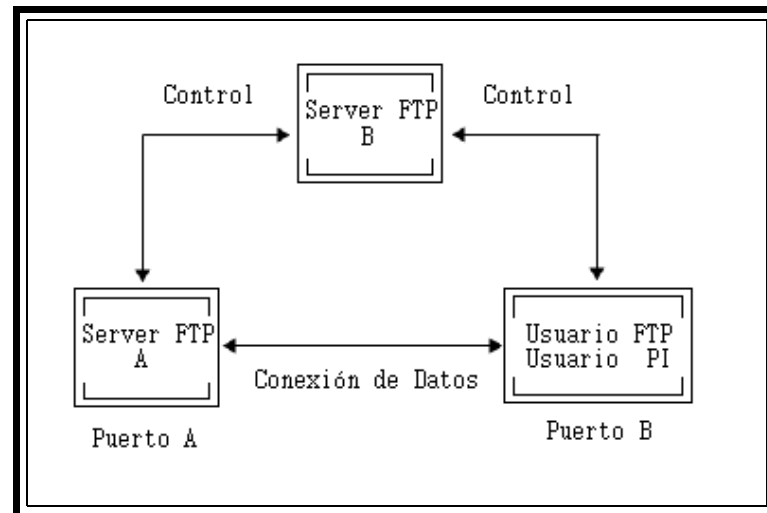 Control
Server FTP
B
Control
Server FTP
A
Puerto A
Conexión de Datos
Usuario FTP
Usuario PI
Puerto B